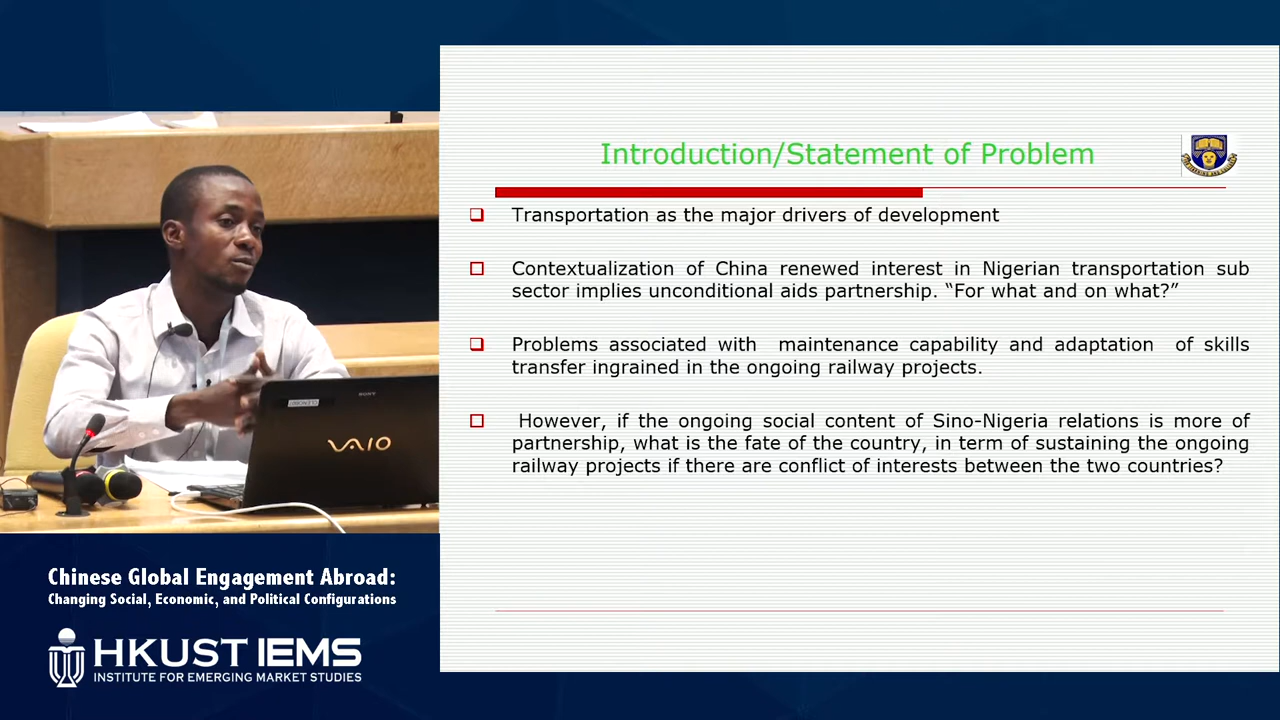 Introduction/Statement of Problem
Transportation as the major drivers of development
Contextualization of China renewed interest in Nigerian transportation sub
sector implies unconditional aids partnership. “For what and on what?”
Problems associated with maintenance capability and adaptation of skills
transfer ingrained in the ongoing railway projects.
However, if the ongoing social content of Sino-Nigeria relations is more of
partnership, what is the fate of the country, in term of sustaining the ongoing
railway projects if there are conflict of interests between the two countries?
SONY
VAIO
Chinese Global Engagement Abroad:
Changing Social, Economic, and Political Configurations
HKUST IEMS
INSTITUTE FOR EMERGING MARKET STUDIES